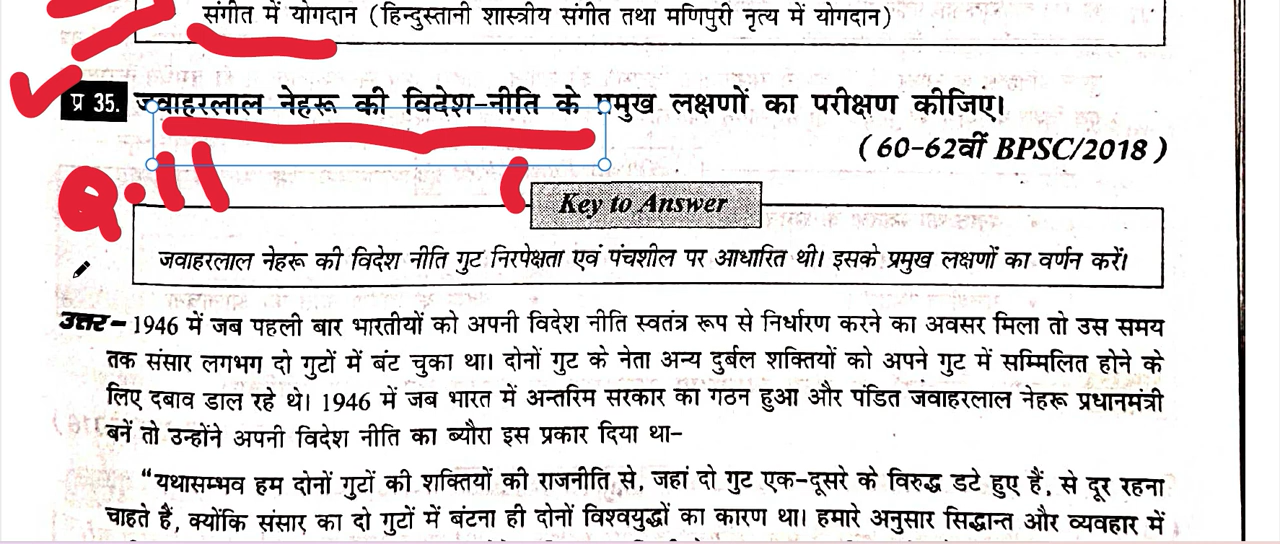 संगीत में योगदान (हिन्दुस्तानी शास्त्रीय संगीत तथा मणिपुरी नृत्य में योगदान)
प्र 35. जवाहरलाल नेहरू की विदेश-नीति के प्रमुख लक्षणों का परीक्षण कीजिए।
(60-62वीं BPSC/2018)
Q.11
Key to Answer
जवाहरलाल नेहरू की विदेश नीति गुट निरपेक्षता एवं पंचशील पर आधारित थी। इसके प्रमुख लक्षणों का वर्णन करें।
उत्तर– 1946 में जब पहली बार भारतीयों को अपनी विदेश नीति स्वतंत्र रूप से निर्धारण करने का अवसर मिला तो उस समय
तक संसार लगभग दो गुटों में बंट चुका था। दोनों गुट के नेता अन्य दुर्बल शक्तियों को अपने गुट में सम्मिलित होने के
लिए दबाव डाल रहे थे। 1946 में जब भारत में अन्तरिम सरकार का गठन हुआ और पंडित जवाहरलाल नेहरू प्रधानमंत्री
बनें तो उन्होंने अपनी विदेश नीति का ब्यौरा इस प्रकार दिया था–
“यथासम्भव हम दोनों गुटों की शक्तियों की राजनीति से, जहां दो गुट एक-दूसरे के विरुद्ध डटे हुए हैं, से दूर रहना
चाहते हैं, क्योंकि संसार का दो गुटों में बंटना ही दोनों विश्वयुद्धों का कारण था। हमारे अनुसार सिद्धान्त और व्यवहार में